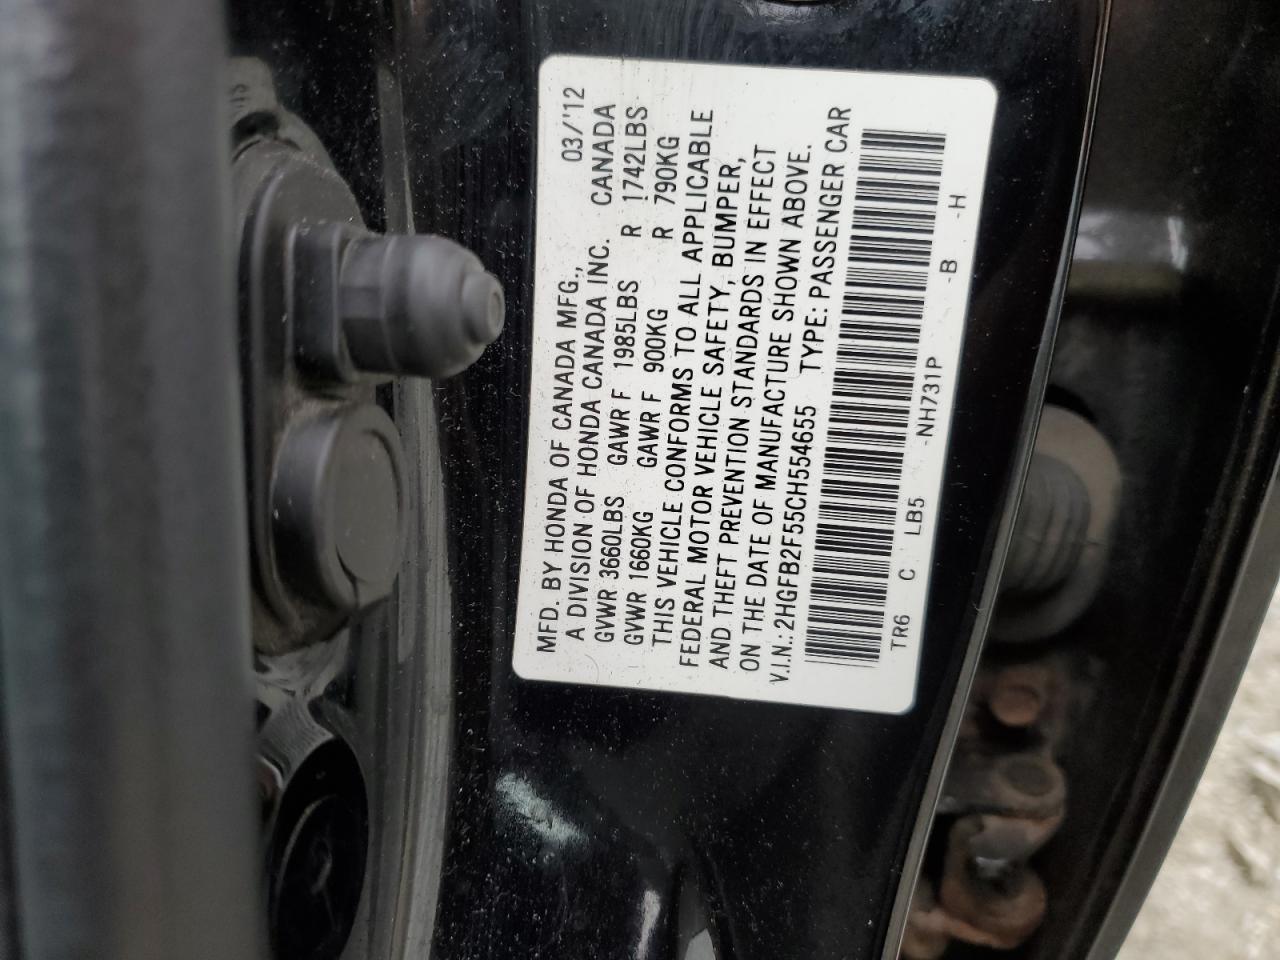 MFD. BY HONDA OF CANADA MFG., 03/'12
A DIVISION OF HONDA CANADA INC. CANADA
GVWR 3660LBS GAWR F 1985LBS R 1742LBS
GVWR 1660KG GAWR F 900KG R 790KG
THIS VEHICLE CONFORMS TO ALL APPLICABLE
FEDERAL MOTOR VEHICLE SAFETY, BUMPER,
AND THEFT PREVENTION STANDARDS IN EFFECT
ON THE DATE OF MANUFACTURE SHOWN ABOVE.
V.I.N.: 2HGFB2F55CH554655 TYPE: PASSENGER CAR
TR6 C LB5 -NH731P -B -H